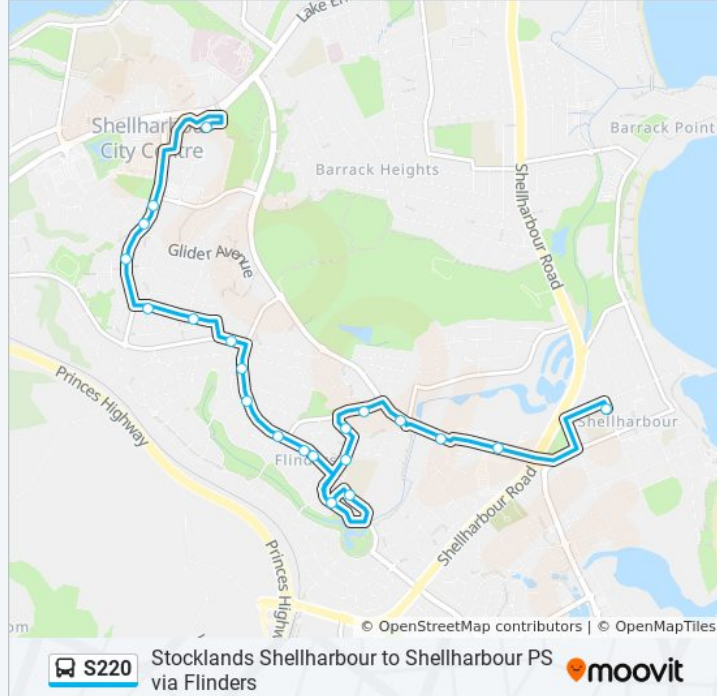 Lake En
Shellharbour
City Centre
Barrack Point
Barrack Heights
Shellharbour Road
Glider Avenue
Princes Highway
Shellharbour
Flinders
Shellharbour Road
Princes Highw
om
© OpenStreetMap contributors | © OpenMapTiles
S220
Stocklands Shellharbour to Shellharbour PS
via Flinders
moovit